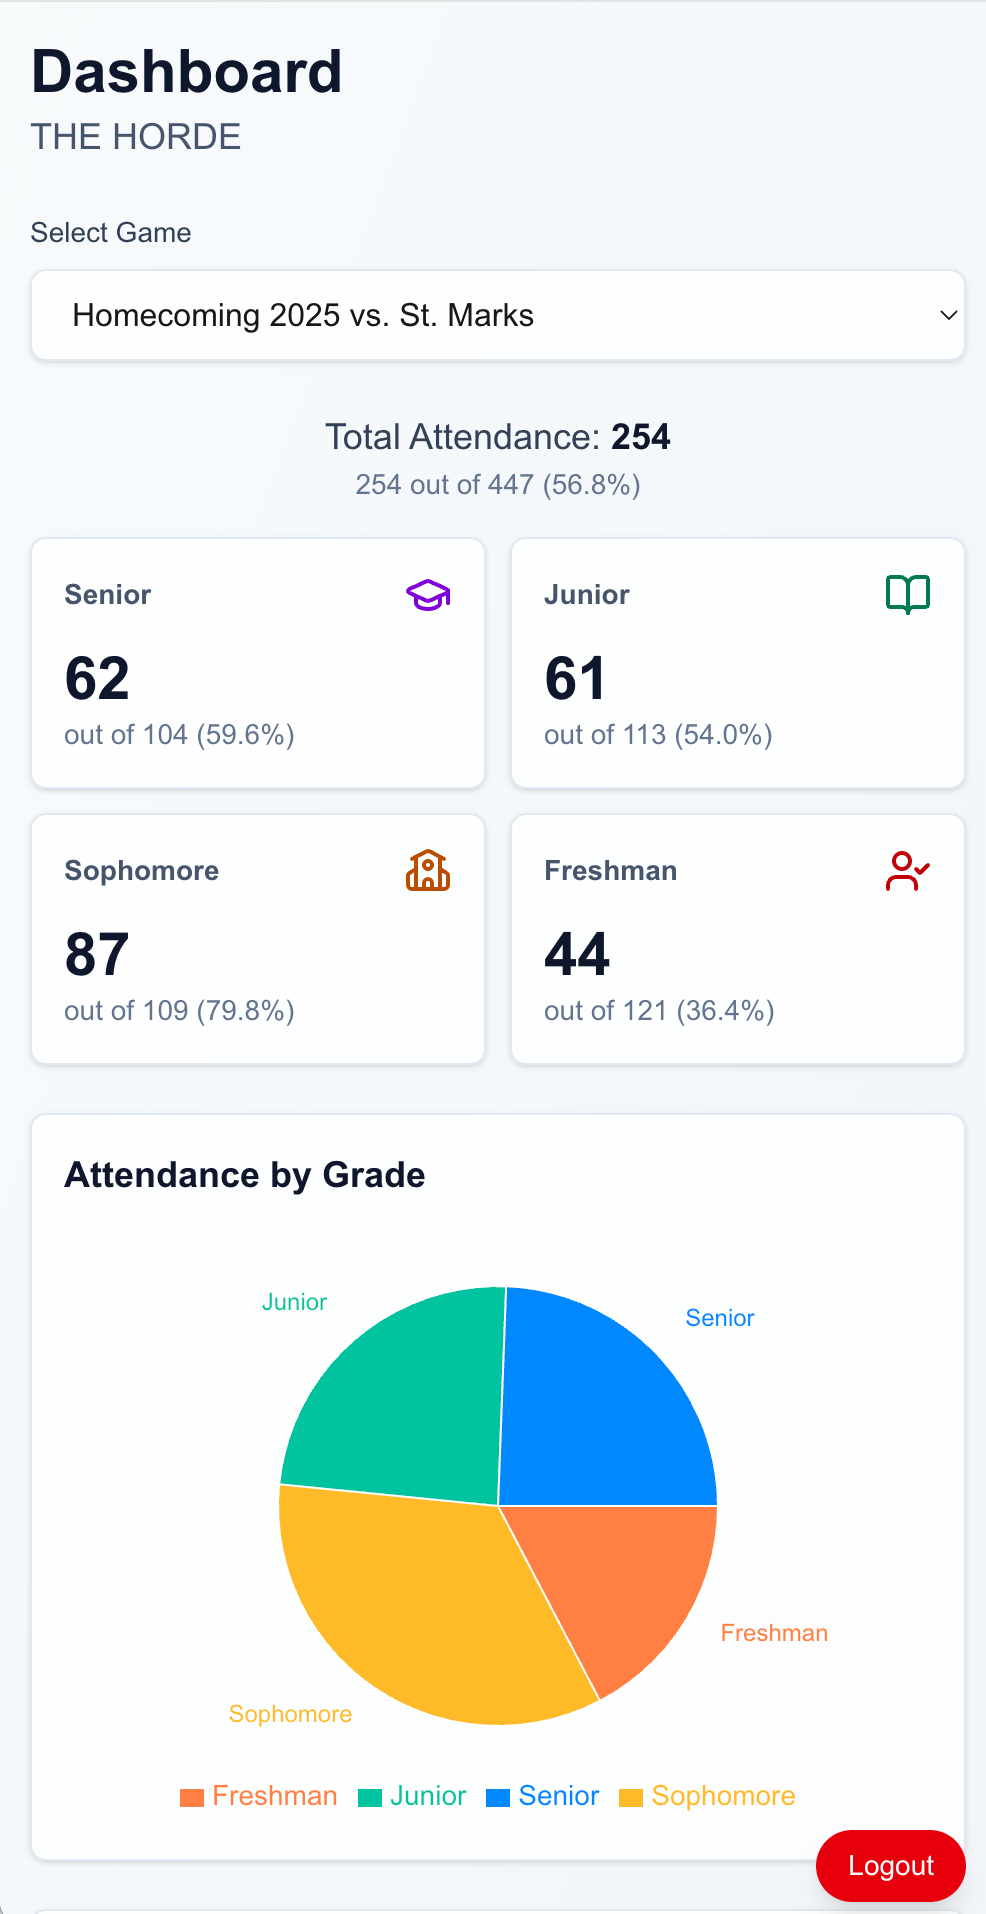 Dashboard
THE HORDE
Select Game
Homecoming 2025 vs. St. Marks
Total Attendance: 254
254 out of 447 (56.8%)
Senior
62
out of 104 (59.6%)
Junior
61
out of 113 (54.0%)
Sophomore
87
out of 109 (79.8%)
Freshman
44
out of 121 (36.4%)
Attendance by Grade
Junior
Senior
Freshman
Sophomore
Freshman Junior Senior Sophomore
Logout